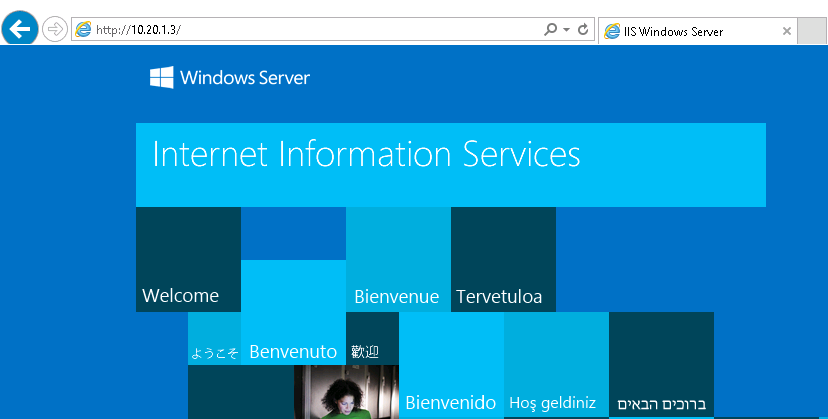 http://10.20.1.3/
IIS Windows Server
Windows Server
Internet Information Services
Welcome
Bienvenue
Tervetuloa
ようこそ
Benvenuto
歡迎
Bienvenido
Hoş geldiniz
ברוכים הבאים